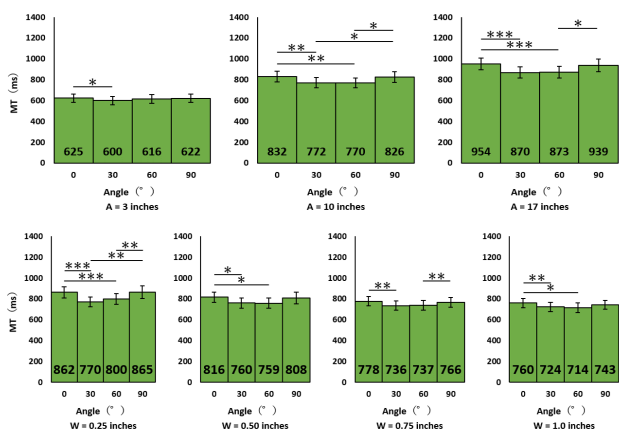 MT (ms)
1400
1200
1000
800
600
400
200
0
*
625 600 616 622
0 30 60 90
Angle (°)
A = 3 inches
1400
1200
1000
800
600
400
200
0
*
*
**
**
832 772 770 826
0 30 60 90
Angle (°)
A = 10 inches
1400
1200
1000
800
600
400
200
0
*
***
***
954 870 873 939
0 30 60 90
Angle (°)
A = 17 inches
MT (ms)
1400
1200
1000
800
600
400
200
0
**
**
***
***
862 770 800 865
0 30 60 90
Angle (°)
W = 0.25 inches
1400
1200
1000
800
600
400
200
0
*
*
816 760 759 808
0 30 60 90
Angle (°)
W = 0.50 inches
1400
1200
1000
800
600
400
200
0
** **
778 736 737 766
0 30 60 90
Angle (°)
W = 0.75 inches
1400
1200
1000
800
600
400
200
0
**
*
760 724 714 743
0 30 60 90
Angle (°)
W = 1.0 inches